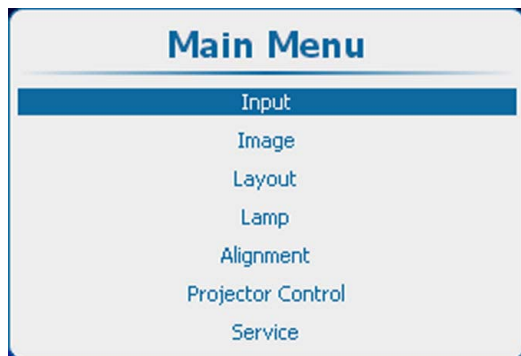 Main Menu
Input
Image
Layout
Lamp
Alignment
Projector Control
Service